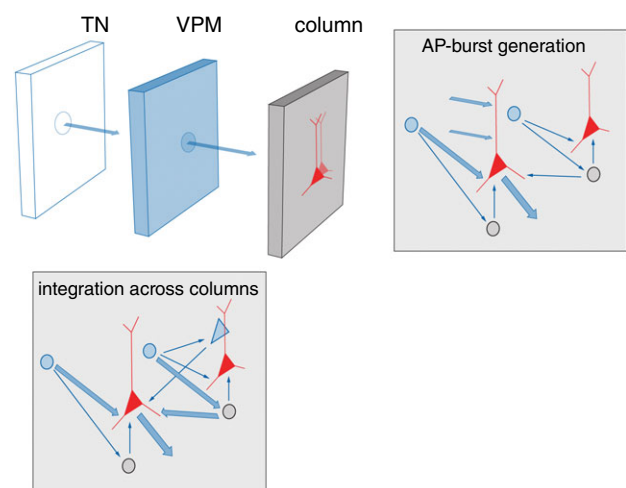 TN
VPM
column
AP-burst generation
integration across columns